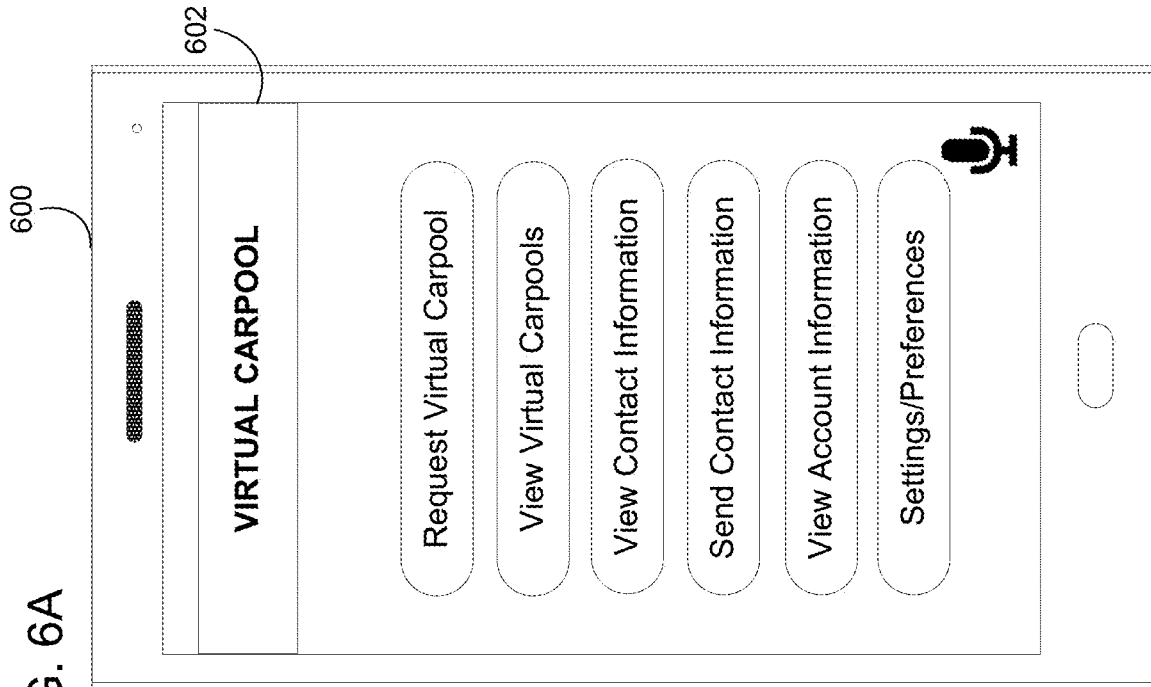 G. 6A
600
602
VIRTUAL CARPOOL
Request Virtual Carpool
View Virtual Carpools
View Contact Information
Send Contact Information
View Account Information
Settings/Preferences